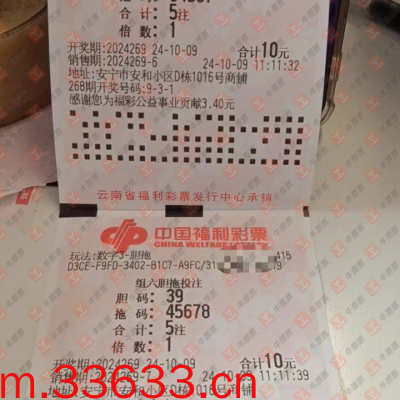 合 计: 5注
倍 数: 1
开奖期:2024269 24-10-09 合计10元
销售期:2024269-6 24-10-09 11:11:32
地址:安宁市安和小区D栋1016号商铺
268期开奖号码:9-3-1
感谢您为福彩公益事业贡献3.40元
云南省福利彩票发行中心承销
中国福利彩票
CHINA WELFARE
玩法:数字3-胆拖
D3CE-F9FD-3402-B1C7-A9FC/31
组六胆拖投注
胆 码: 39
拖 码: 45678
合 计: 5注
倍 数: 1
开奖期:2024269 24-10-09 合计10元
11:11:39
m.33633.cn